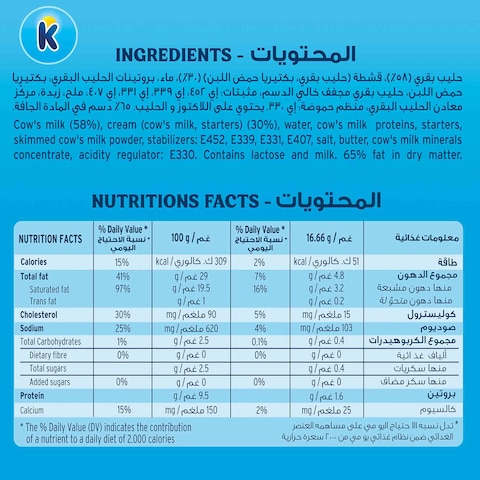 K
INGREDIENTS - المحتويات
حليب بقري (٥٨٪)، قشطة (حليب بقري، بكتيريا حمض اللبن) (٣٠٪)، ماء، بروتينات الحليب البقري، بكتيريا
حمض اللبن، حليب بقري مجفف خالي الدسم، مثبتات: إي ٤٥٢، إي ٣٣٩، إي ٣٣١، إي ٤٠٧، ملح، زبدة، مركز
معادن الحليب البقري، منظم حموضة: إي ٣٣٠. يحتوي على اللاكتوز و الحليب. ٦٥٪ دسم في المادة الجافة.
Cow's milk (58%), cream (cow's milk, starters) (30%), water, cow's milk proteins, starters,
skimmed cow's milk powder, stabilizers: E452, E339, E331, E407, salt, butter, cow's milk minerals
concentrate, acidity regulator: E330. Contains lactose and milk. 65% fat in dry matter.
NUTRITIONS FACTS - المحتويات
NUTRITION FACTS % Daily Value * * نسبة الاحتياج اليومي 100 g / غم % Daily Value * * نسبة الاحتياج اليومي 16.66 g / غم معلومات غذائية
Calories 15% kcal / ك. كالوري 309 2% kcal / ك. كالوري 51 طاقة
Total fat 41% g / غم 29 7% g / غم 4.8 مجموع الدهون
Saturated fat 97% g / غم 19.5 16% g / غم 3.2 منها دهون مشبعة
Trans fat g / غم 1 g / غم 0.2 منها دهون متحولة
Cholesterol 30% mg / ملغم 90 5% mg / ملغم 15 كوليسترول
Sodium 25% mg / ملغم 620 4% mg / ملغم 103 صوديوم
Total Carbohydrates 1% g / غم 2.5 0.1% g / غم 0.4 مجموع الكربوهيدرات
Dietary fibre 0% g / غم 0 0% g / غم 0 ألياف غذائية
Total sugars g / غم 2.5 g / غم 0.4 منها سكريات
Added sugars 0% g / غم 0 0% g / غم 0 منها سكر مضاف
Protein g / غم 9.5 g / غم 1.6 بروتين
Calcium 15% mg / ملغم 150 2% mg / ملغم 25 كالسيوم
* The % Daily Value (DV) indicates the contribution
of a nutrient to a daily diet of 2,000 calories
* تدل نسبه الاحتياج اليومي على مساهمه العنصر
الغذائي ضمن نظام غذائي يومي من ٢٠٠٠ سعرة حرارية